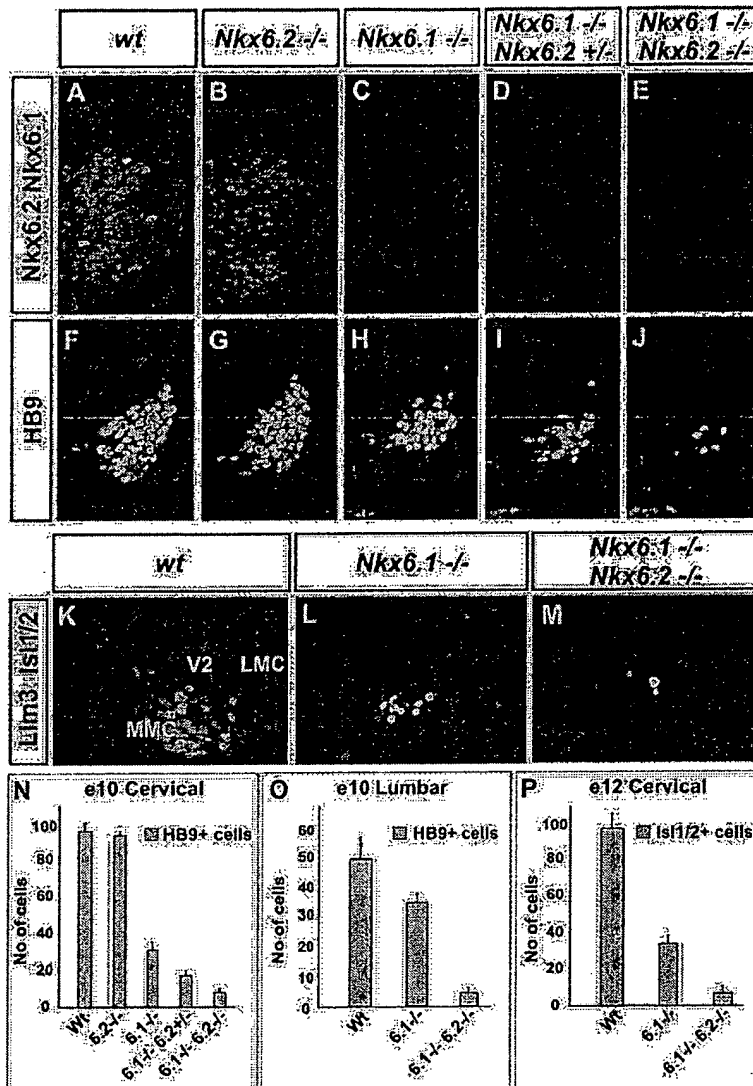 wt
Nkx6.2 -/-
Nkx6.1 -/-
Nkx6.1 -/-
Nkx6.2 +/-
Nkx6.1 -/-
Nkx6.2 -/-
Nkx6.2 Nkx6.1
A
B
C
D
E
HB9
F
G
H
I
J
wt
Nkx6.1 -/-
Nkx6.1 -/-
Nkx6.2 -/-
Lim3 Isl1/2
K
V2
LMC
MMC
L
M
N
e10 Cervical
HB9+ cells
No of cells
100
80
60
40
20
0
Wt
6.2-/-
6.1-/-
6.1-/- 6.2+/-
6.1-/- 6.2-/-
O
e10 Lumbar
HB9+ cells
No of cells
60
50
40
30
20
10
0
Wt
6.1-/-
6.1-/- 6.2-/-
P
e12 Cervical
Isl1/2+ cells
No of cells
100
80
60
40
20
0
Wt
6.1-/-
6.1-/- 6.2-/-